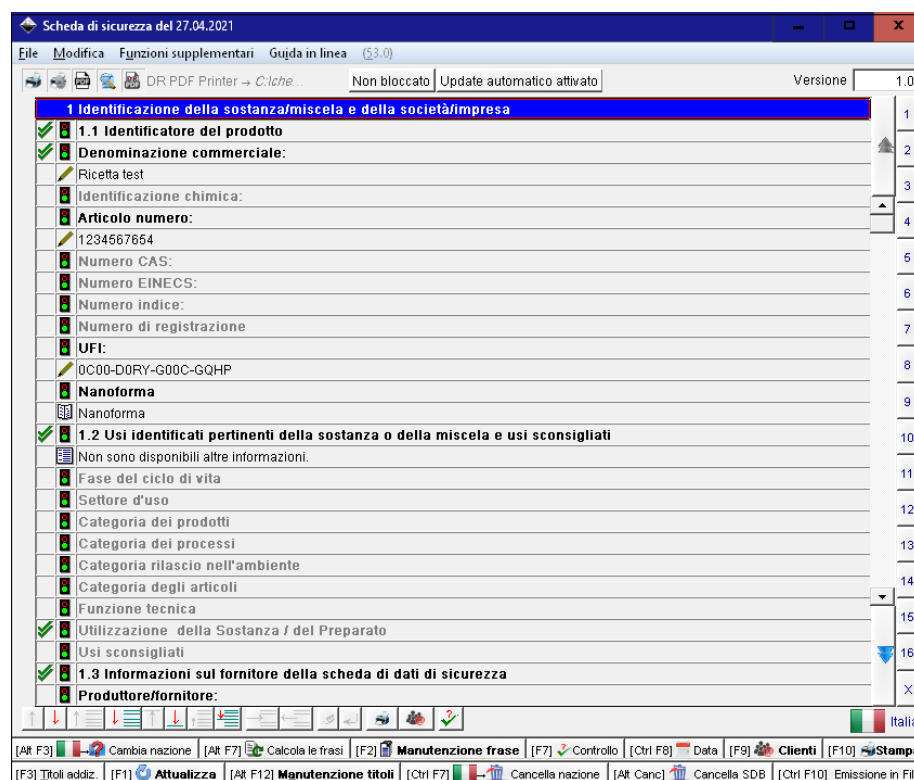 Scheda di sicurezza del 27.04.2021
File Modifica Funzioni supplementari Guida in linea (53.0)
DR PDF Printer → C:\che... Non bloccato Update automatico attivato Versione 1.0
1 Identificazione della sostanza/miscela e della società/impresa
1.1 Identificatore del prodotto
Denominazione commerciale:
Ricetta test
Identificazione chimica:
Articolo numero:
1234567654
Numero CAS:
Numero EINECS:
Numero indice:
Numero di registrazione
UFI:
0C00-D0RY-G00C-GQHP
Nanoforma
Nanoforma
1.2 Usi identificati pertinenti della sostanza o della miscela e usi sconsigliati
Non sono disponibili altre informazioni.
Fase del ciclo di vita
Settore d'uso
Categoria dei prodotti
Categoria dei processi
Categoria rilascio nell'ambiente
Categoria degli articoli
Funzione tecnica
Utilizzazione della Sostanza / del Preparato
Usi sconsigliati
1.3 Informazioni sul fornitore della scheda di dati di sicurezza
Produttore/fornitore:
1
2
3
4
5
6
7
8
9
10
11
12
13
14
15
16
X
Italia
[Alt F3] Cambia nazione [Alt F7] Calcola le frasi [F2] Manutenzione frase [F7] Controllo [Ctrl F8] Data [F9] Clienti [F10] Stamp
[F3] Titoli addiz. [F1] Attualizza [Alt F12] Manutenzione titoli [Ctrl F7] Cancella nazione [Alt Canc] Cancella SDB [Ctrl F10] Emissione in